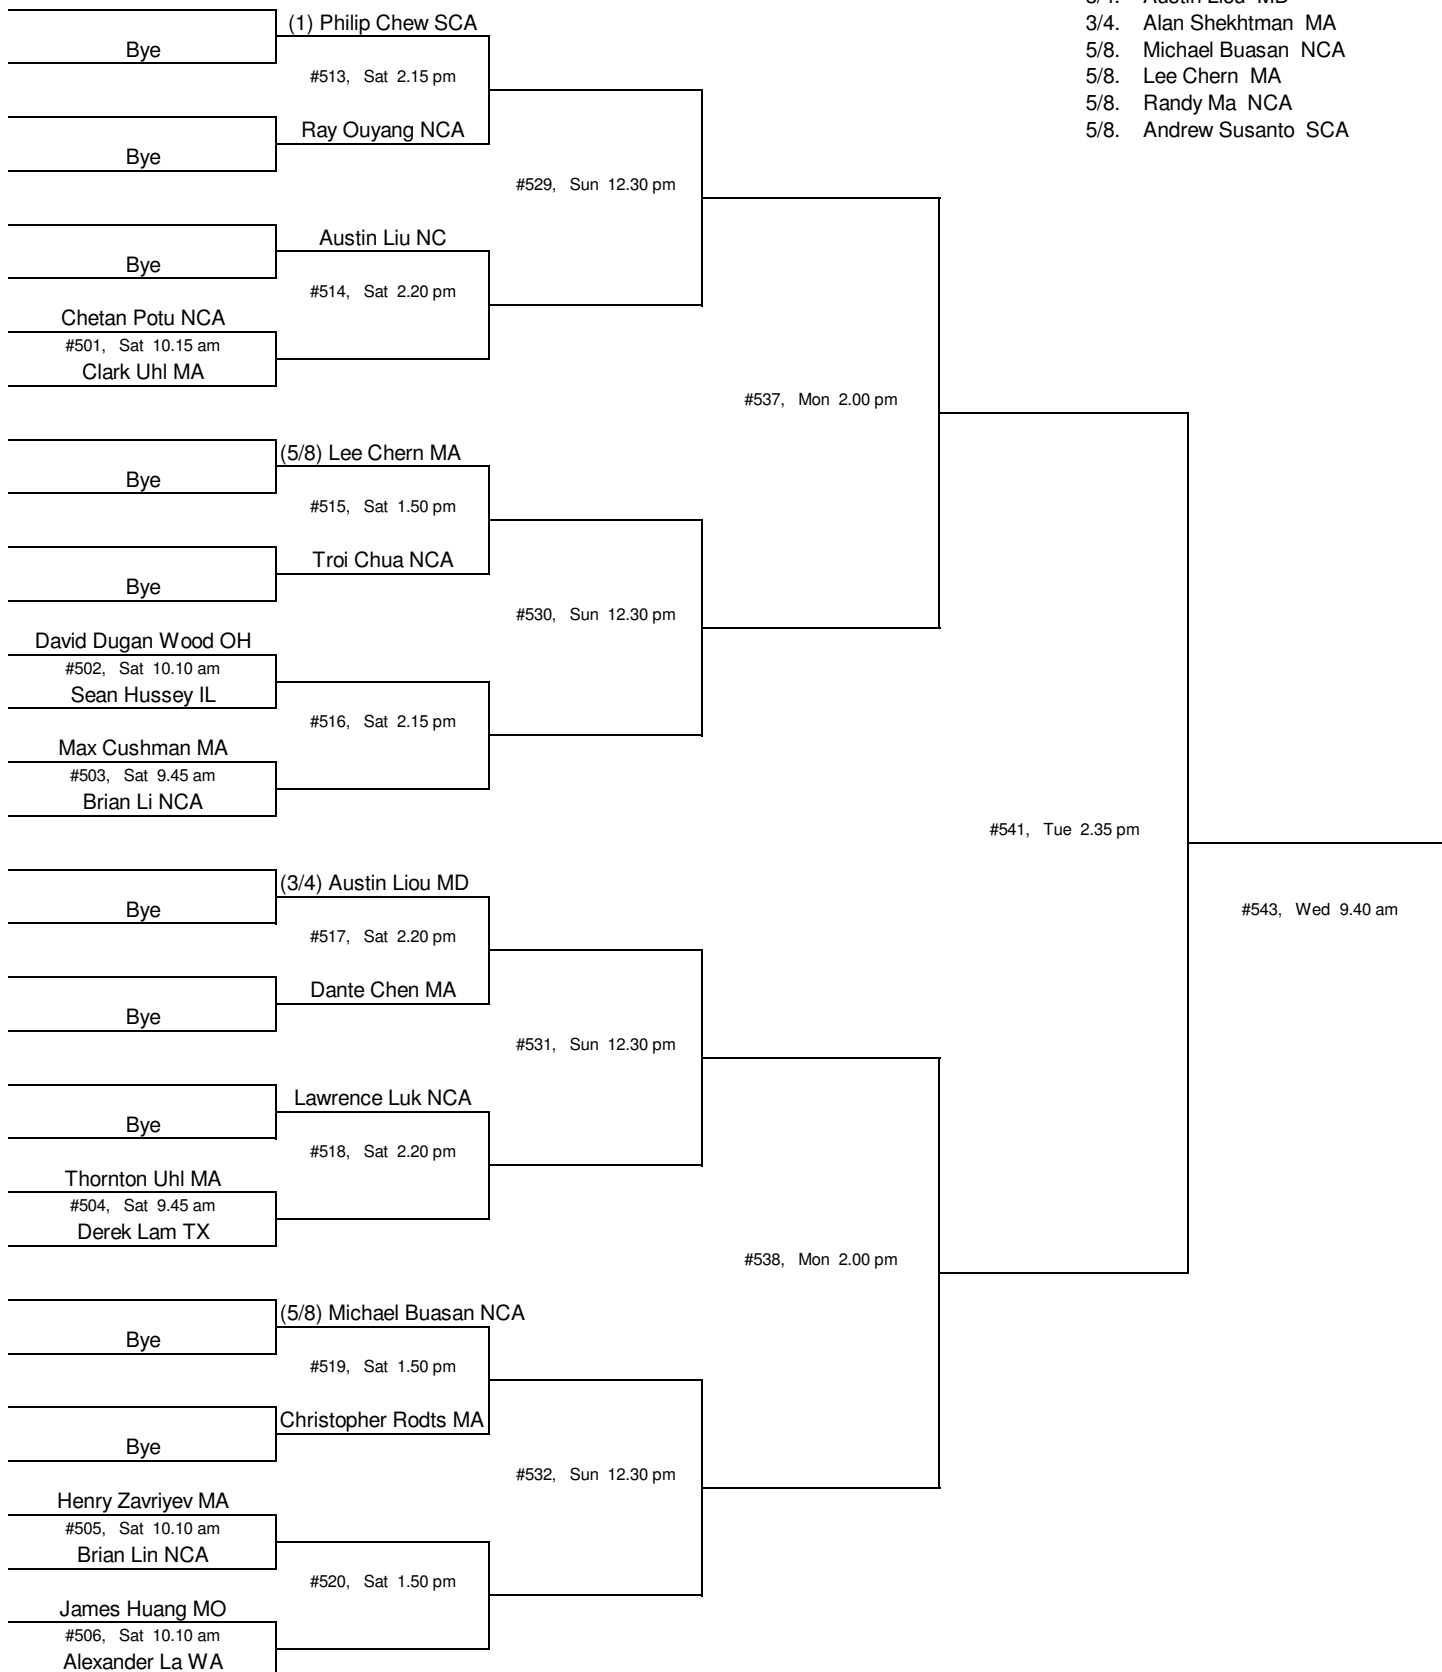 3/4. Austin Liou MD
(1) Philip Chew SCA
3/4. Alan Shekhtman MA
Bye
5/8. Michael Buasan NCA
#513, Sat 2.15 pm
5/8. Lee Chern MA
5/8. Randy Ma NCA
Ray Ouyang NCA
5/8. Andrew Susanto SCA
Bye
#529, Sun 12.30 pm
Austin Liu NC
Bye
#514, Sat 2.20 pm
Chetan Potu NCA
#501, Sat 10.15 am
Clark Uhl MA
#537, Mon 2.00 pm
(5/8) Lee Chern MA
Bye
#515, Sat 1.50 pm
Troi Chua NCA
Bye
#530, Sun 12.30 pm
David Dugan Wood OH
#502, Sat 10.10 am
Sean Hussey IL
#516, Sat 2.15 pm
Max Cushman MA
#503, Sat 9.45 am
Brian Li NCA
#541, Tue 2.35 pm
(3/4) Austin Liou MD
Bye
#543, Wed 9.40 am
#517, Sat 2.20 pm
Dante Chen MA
Bye
#531, Sun 12.30 pm
Lawrence Luk NCA
Bye
#518, Sat 2.20 pm
Thornton Uhl MA
#504, Sat 9.45 am
Derek Lam TX
#538, Mon 2.00 pm
(5/8) Michael Buasan NCA
Bye
#519, Sat 1.50 pm
Christopher Rodts MA
Bye
#532, Sun 12.30 pm
Henry Zavriyev MA
#505, Sat 10.10 am
Brian Lin NCA
#520, Sat 1.50 pm
James Huang MO
#506, Sat 10.10 am
Alexander La WA